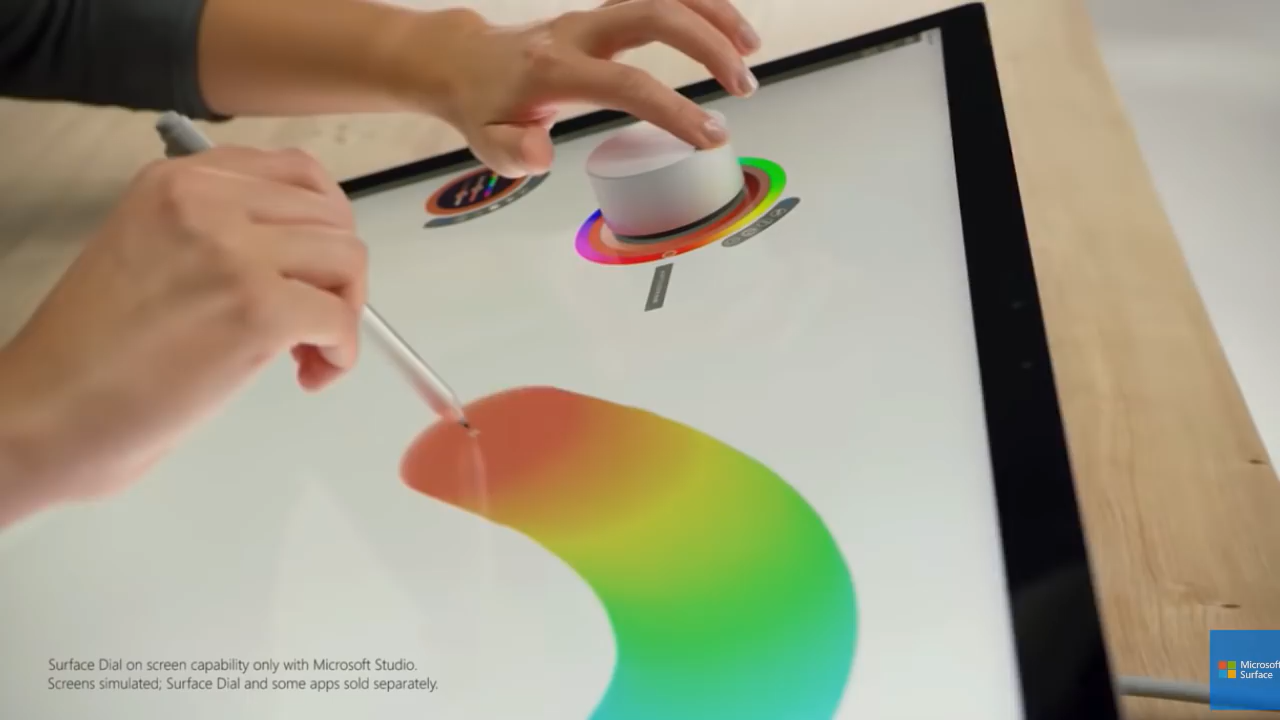 Surface Dial on screen capability only with Microsoft Studio.
Screens simulated; Surface Dial and some apps sold separately.
Microsoft
Surface